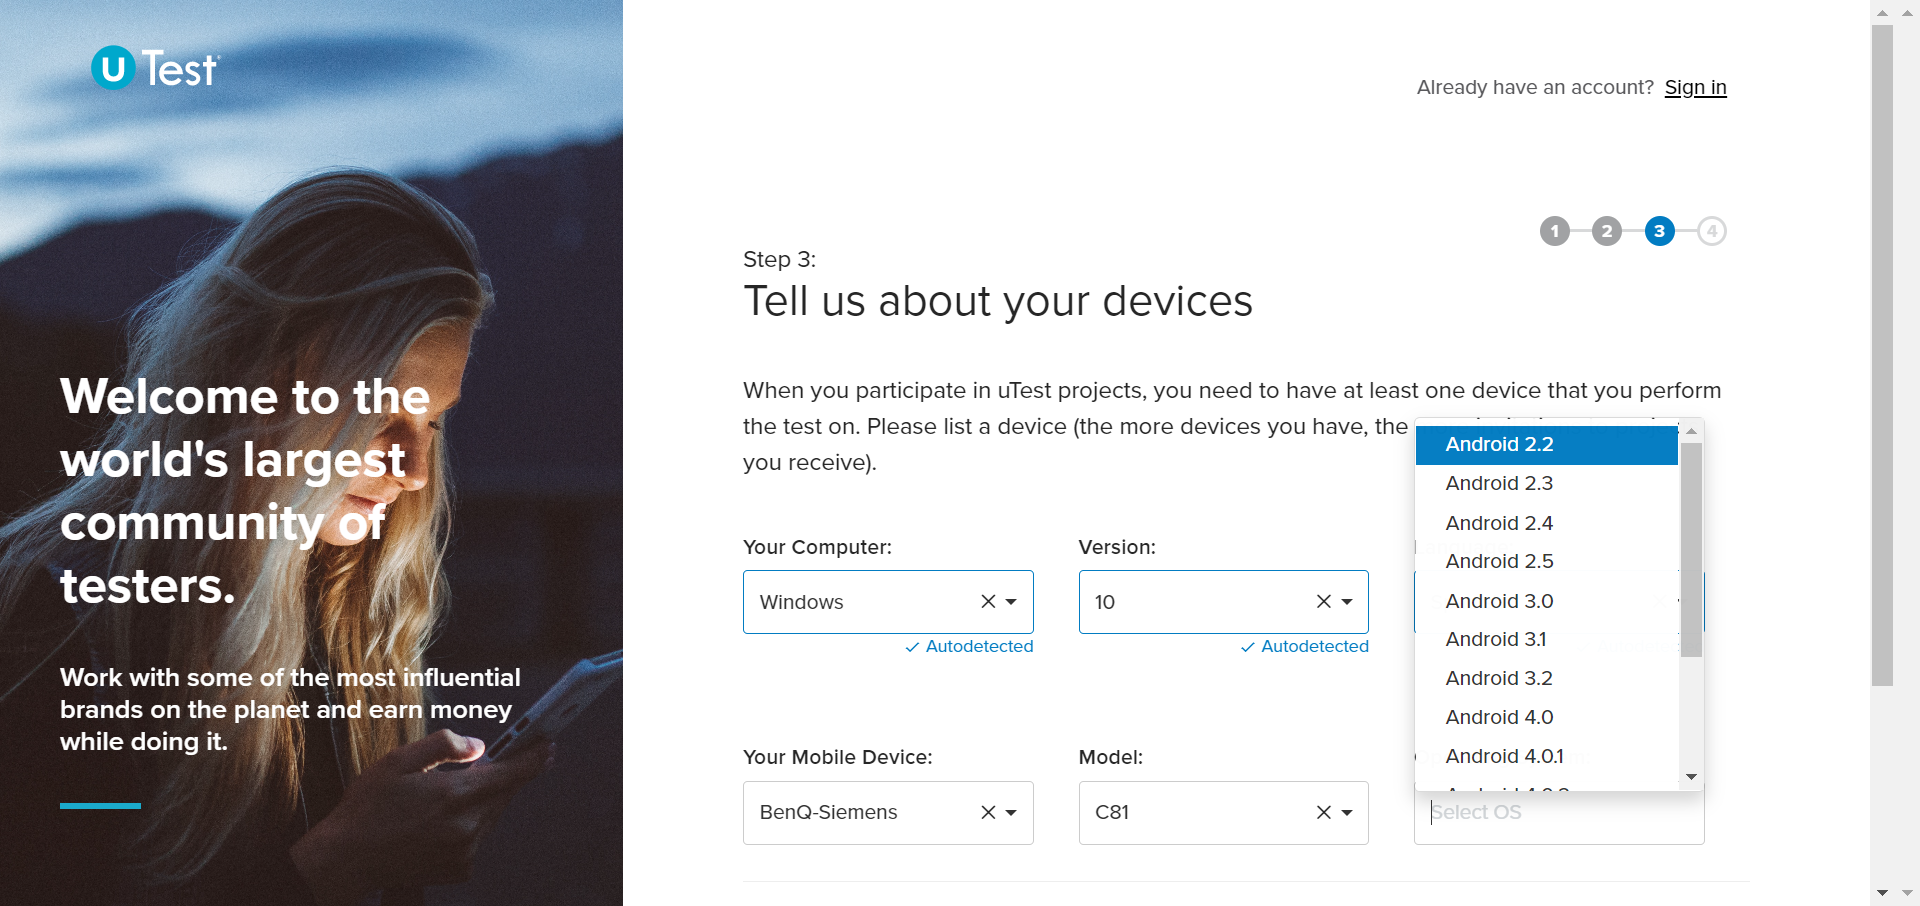 u Test
Already have an account? Sign in
1 2 3 4
Step 3:
Tell us about your devices
Welcome to the
world's largest
community of
testers.
Work with some of the most influential
brands on the planet and earn money
while doing it.
When you participate in uTest projects, you need to have at least one device that you perform
the test on. Please list a device (the more devices you have, the
you receive).
Your Computer:
Windows
Autodetected
Version:
10
Autodetected
Your Mobile Device:
BenQ-Siemens
Model:
C81
Android 2.2
Android 2.3
Android 2.4
Android 2.5
Android 3.0
Android 3.1
Android 3.2
Android 4.0
Android 4.0.1
Select OS